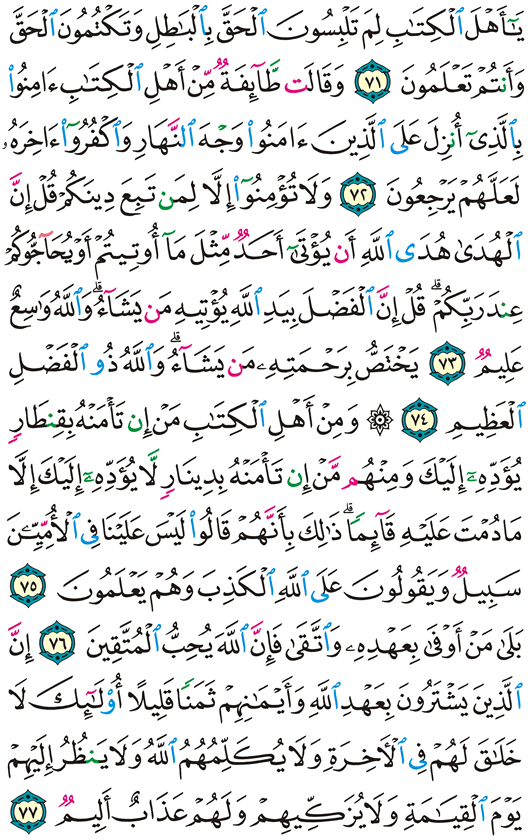 يَٰٓأَهۡلَ ٱلۡكِتَٰبِ لِمَ تَلۡبِسُونَ ٱلۡحَقَّ بِٱلۡبَٰطِلِ وَتَكۡتُمُونَ ٱلۡحَقَّ
وَأَنتُمۡ تَعۡلَمُونَ ٧١ وَقَالَت طَّآئِفَةٞ مِّنۡ أَهۡلِ ٱلۡكِتَٰبِ ءَامِنُواْ
بِٱلَّذِيٓ أُنزِلَ عَلَى ٱلَّذِينَ ءَامَنُواْ وَجۡهَ ٱلنَّهَارِ وَٱكۡفُرُوٓاْ ءَاخِرَهُۥ
لَعَلَّهُمۡ يَرۡجِعُونَ ٧٢ وَلَا تُؤۡمِنُوٓاْ إِلَّا لِمَن تَبِعَ دِينَكُمۡ قُلۡ إِنَّ
ٱلۡهُدَىٰ هُدَى ٱللَّهِ أَن يُؤۡتَىٰٓ أَحَدٞ مِّثۡلَ مَآ أُوتِيتُمۡ أَوۡ يُحَآجُّوكُمۡ
عِندَ رَبِّكُمۡۗ قُلۡ إِنَّ ٱلۡفَضۡلَ بِيَدِ ٱللَّهِ يُؤۡتِيهِ مَن يَشَآءُۗ وَٱللَّهُ وَٰسِعٌ
عَلِيمٞ ٧٣ يَخۡتَصُّ بِرَحۡمَتِهِۦ مَن يَشَآءُۗ وَٱللَّهُ ذُو ٱلۡفَضۡلِ
ٱلۡعَظِيمِ ٧٤ ۞ وَمِنۡ أَهۡلِ ٱلۡكِتَٰبِ مَنۡ إِن تَأۡمَنۡهُ بِقِنطَارٖ
يُؤَدِّهِۦٓ إِلَيۡكَ وَمِنۡهُم مَّنۡ إِن تَأۡمَنۡهُ بِدِينَارٖ لَّا يُؤَدِّهِۦٓ إِلَيۡكَ إِلَّا
مَا دُمۡتَ عَلَيۡهِ قَآئِمٗاۗ ذَٰلِكَ بِأَنَّهُمۡ قَالُواْ لَيۡسَ عَلَيۡنَا فِي ٱلۡأُمِّيِّـۧنَ
سَبِيلٞ وَيَقُولُونَ عَلَى ٱللَّهِ ٱلۡكَذِبَ وَهُمۡ يَعۡلَمُونَ ٧٥
بَلَىٰ مَنۡ أَوۡفَىٰ بِعَهۡدِهِۦ وَٱتَّقَىٰ فَإِنَّ ٱللَّهَ يُحِبُّ ٱلۡمُتَّقِينَ ٧٦ إِنَّ
ٱلَّذِينَ يَشۡتَرُونَ بِعَهۡدِ ٱللَّهِ وَأَيۡمَٰنِهِمۡ ثَمَنٗا قَلِيلًا أُوْلَٰٓئِكَ لَا
خَلَٰقَ لَهُمۡ فِي ٱلۡأٓخِرَةِ وَلَا يُكَلِّمُهُمُ ٱللَّهُ وَلَا يَنظُرُ إِلَيۡهِمۡ
يَوۡمَ ٱلۡقِيَٰمَةِ وَلَا يُزَكِّيهِمۡ وَلَهُمۡ عَذَابٌ أَلِيمٞ ٧٧